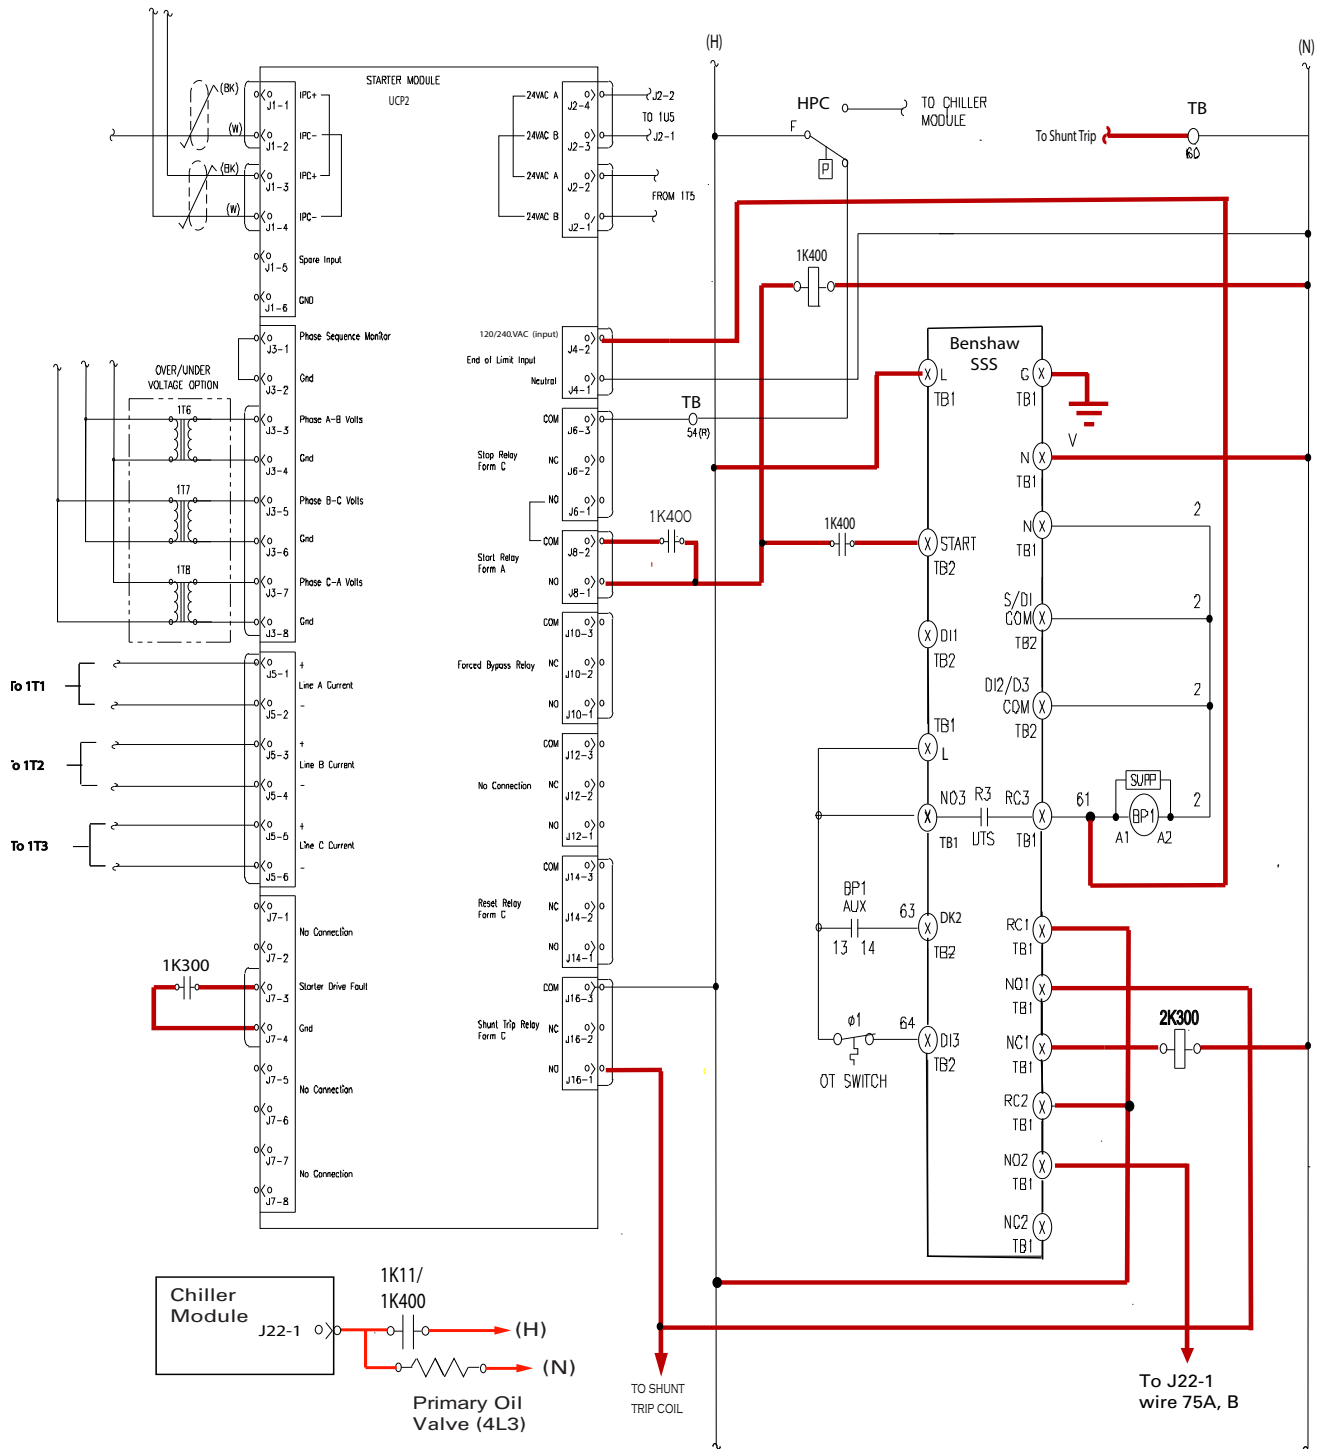 (H)
(N)
STARTER MODULE
UCP2
(BK)
J1-1
IPC+
(W)
J1-2
IPC-
(BK)
J1-3
IPC+
(W)
J1-4
IPC-
J1-5
Spare Input
J1-6
GND
24VAC A
J2-4
J2-2
TO 1U5
24VAC B
J2-3
J2-1
24VAC A
J2-2
FROM 1T5
24VAC B
J2-1
HPC
TO CHILLER
MODULE
F
P
To Shunt Trip
TB
60
1K400
J3-1
Phase Sequence Monitor
J3-2
Gnd
OVER/UNDER
VOLTAGE OPTION
1T6
J3-3
Phase A-B Volts
J3-4
Gnd
1T7
J3-5
Phase B-C Volts
J3-6
Gnd
1T8
J3-7
Phase C-A Volts
J3-8
Gnd
120/240.VAC (input)
J4-2
End of Limit Input
Neutral
J4-1
COM
J6-3
TB
54(R)
Stop Relay
Form C
NC
J6-2
NO
J6-1
COM
J8-2
1K400
Start Relay
Form A
NO
J8-1
COM
J10-3
Forced Bypass Relay
NC
J10-2
NO
J10-1
COM
J12-3
No Connection
NC
J12-2
NO
J12-1
COM
J14-3
Reset Relay
Form C
NC
J14-2
NO
J14-1
COM
J16-3
Shunt Trip Relay
Form C
NC
J16-2
NO
J16-1
To 1T1
J5-1
+
Line A Current
J5-2
-
To 1T2
J5-3
+
Line B Current
J5-4
-
To 1T3
J5-5
+
Line C Current
J5-6
-
J7-1
No Connection
J7-2
1K300
J7-3
Starter Drive Fault
J7-4
Gnd
J7-5
No Connection
J7-6
J7-7
No Connection
J7-8
Benshaw
SSS
L
TB1
G
TB1
V
N
TB1
1K400
START
TB2
N
TB1
2
DI1
TB2
S/DI
COM
TB2
2
DI2/D3
COM
TB2
2
TB1
L
NO3
TB1
R3
UTS
RC3
TB1
61
SUPP
BP1
A1
A2
2
BP1
AUX
13 14
63
DK2
TB2
ø1
OT SWITCH
64
DI3
TB2
RC1
TB1
NO1
TB1
NC1
TB1
2K300
RC2
TB1
NO2
TB1
NC2
TB1
Chiller
Module
J22-1
1K11/
1K400
(H)
(N)
Primary Oil
Valve (4L3)
TO SHUNT
TRIP COIL
To J22-1
wire 75A, B